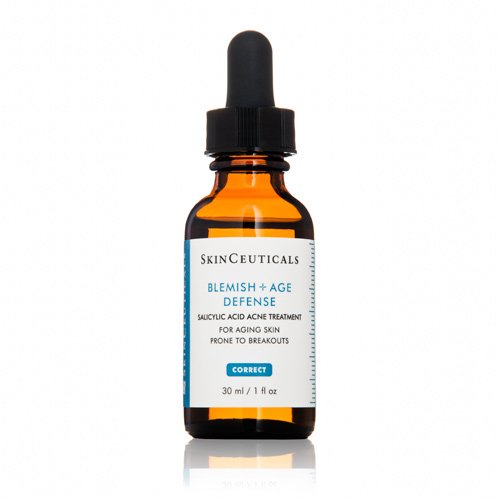 SKINCEUTICALS
BLEMISH + AGE
DEFENSE
SALICYLIC ACID ACNE TREATMENT
FOR AGING SKIN
PRONE TO BREAKOUTS
CORRECT
30 ml / 1 fl oz